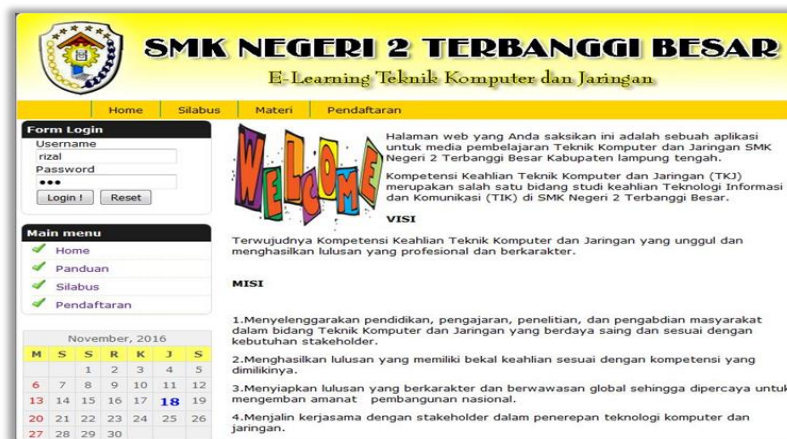 SMK NEGERI 2 TERBANGGI BESAR
E-Learning Teknik Komputer dan Jaringan
Home Silabus Materi Pendaftaran
Form Login
Username
rizal
Password
•••
Login ! Reset
Main menu
Home
Panduan
Silabus
Pendaftaran
November, 2016
M S S R K J S
1 2 3 4 5
6 7 8 9 10 11 12
13 14 15 16 17 18 19
20 21 22 23 24 25 26
27 28 29 30
WELCOME
Halaman web yang Anda saksikan ini adalah sebuah aplikasi
untuk media pembelajaran Teknik Komputer dan Jaringan SMK
Negeri 2 Terbanggi Besar Kabupaten lampung tengah.
Kompetensi Keahlian Teknik Komputer dan Jaringan (TKJ)
merupakan salah satu bidang studi keahlian Teknologi Informasi
dan Komunikasi (TIK) di SMK Negeri 2 Terbanggi Besar.
VISI
Terwujudnya Kompetensi Keahlian Teknik Komputer dan Jaringan yang unggul dan
menghasilkan lulusan yang profesional dan berkarakter.
MISI
1.Menyelenggarakan pendidikan, pengajaran, penelitian, dan pengabdian masyarakat
dalam bidang Teknik Komputer dan Jaringan yang berdaya saing dan sesuai dengan
kebutuhan stakeholder.
2.Menghasilkan lulusan yang memiliki bekal keahlian sesuai dengan kompetensi yang
dimilikinya.
3.Menyiapkan lulusan yang berkarakter dan berwawasan global sehingga dipercaya untuk
mengemban amanat pembangunan nasional.
4.Menjalin kerjasama dengan stakeholder dalam penerepan teknologi komputer dan
jaringan.